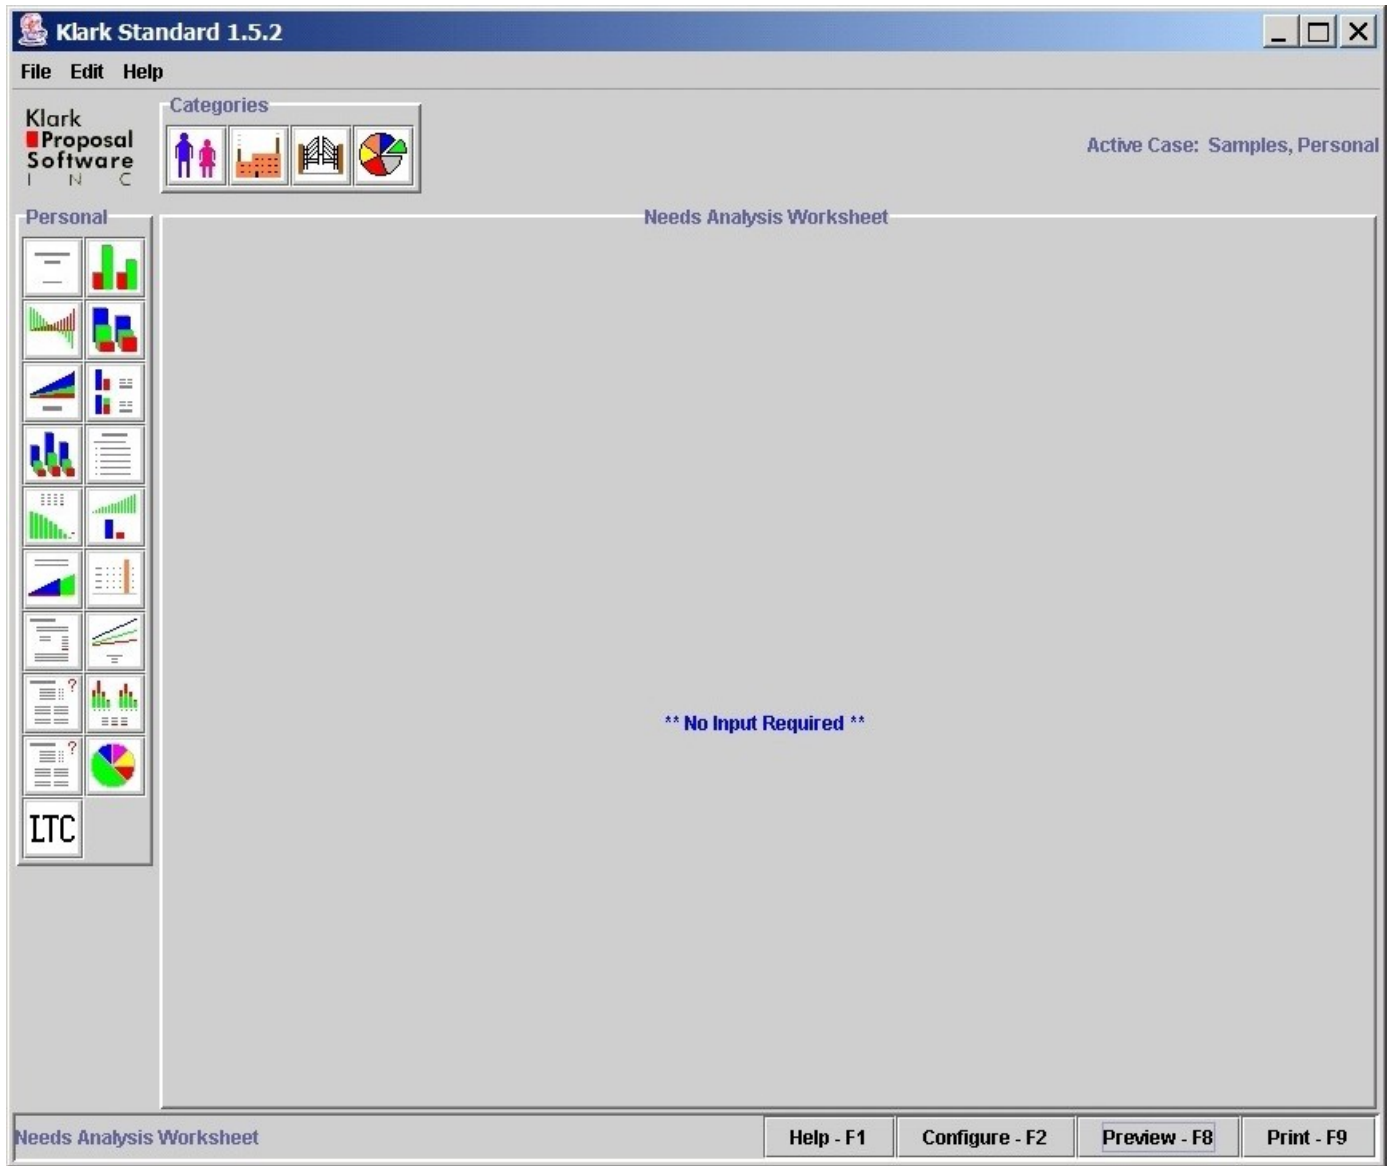 Klark Standard 1.5.2
File Edit Help
Klark
Proposal
Software
I N C
Categories
Active Case: Samples, Personal
Personal
Needs Analysis Worksheet
** No Input Required **
LTC
Needs Analysis Worksheet
Help - F1
Configure - F2
Preview - F8
Print - F9